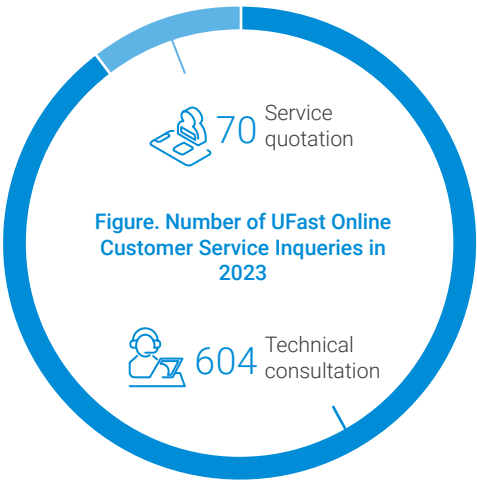 70 Service
quotation
Figure. Number of UFast Online
Customer Service Inqueries in
2023
604 Technical
consultation